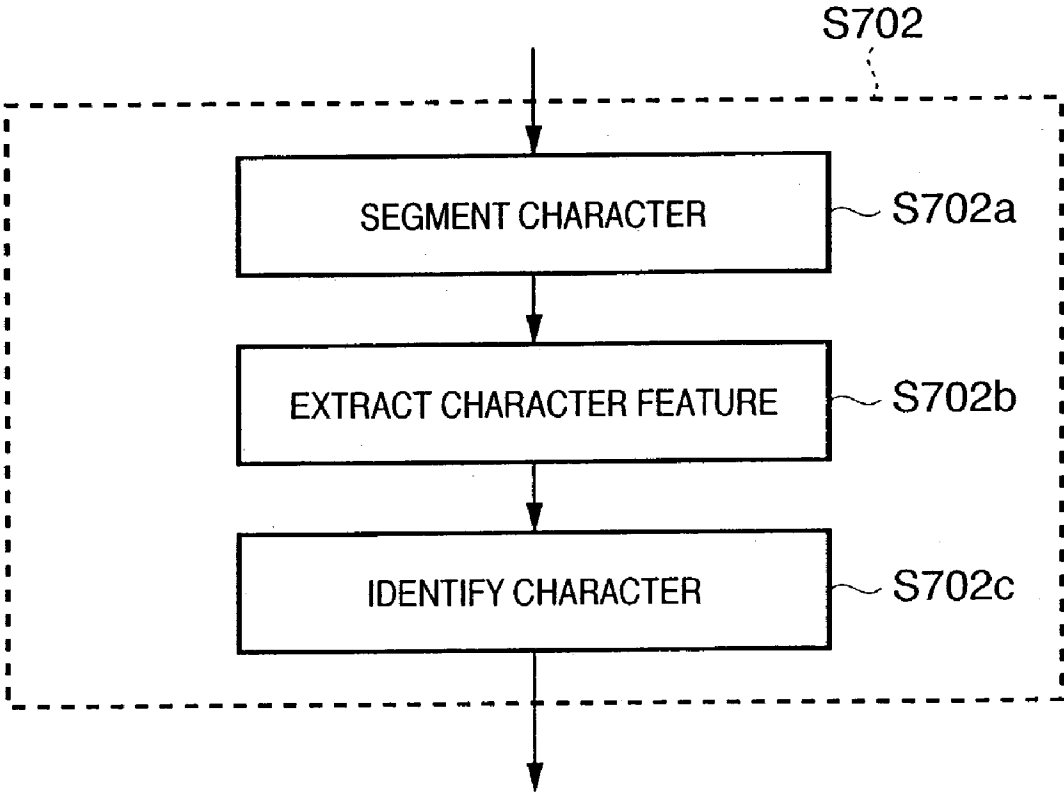 S702
SEGMENT CHARACTER
S702a
EXTRACT CHARACTER FEATURE
S702b
IDENTIFY CHARACTER
S702c